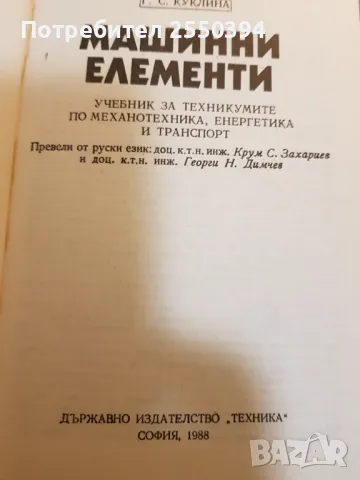 Потребител 2550394
Г. С. КУКЛИНА
МАШИННИ
ЕЛЕМЕНТИ
УЧЕБНИК ЗА ТЕХНИКУМИТЕ
ПО МЕХАНОТЕХНИКА, ЕНЕРГЕТИКА
И ТРАНСПОРТ
Превели от руски език: доц. к.т.н. инж. Крум С. Захариев
и доц. к.т.н. инж. Георги Н. Димчев
ДЪРЖАВНО ИЗДАТЕЛСТВО „ТЕХНИКА“
СОФИЯ, 1988
BAZAR